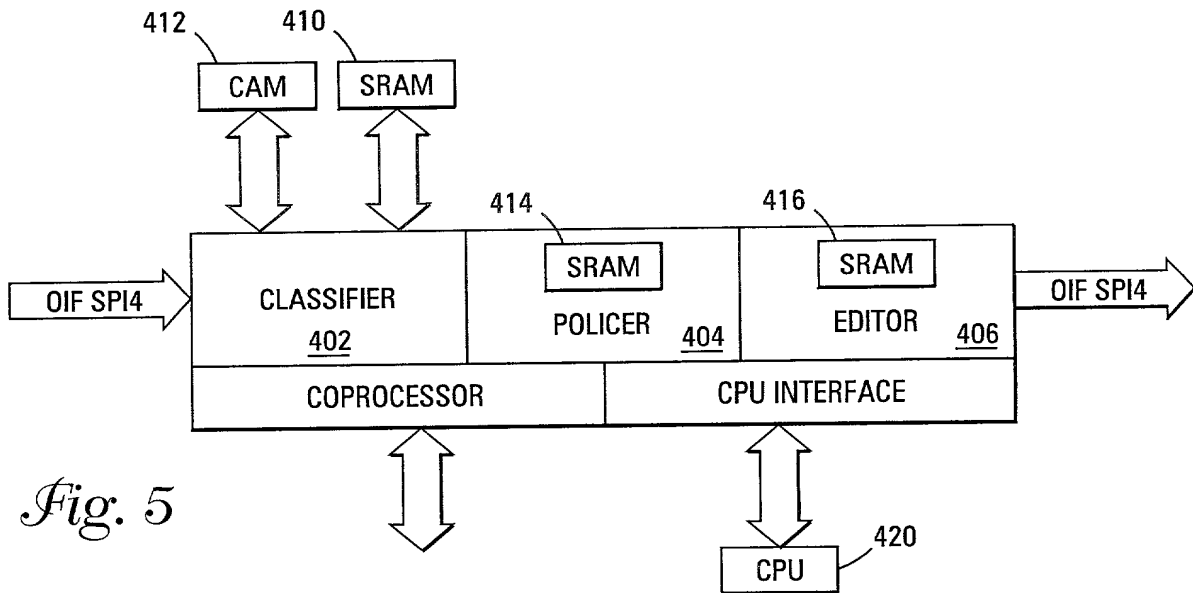 412
410
CAM
SRAM
414
416
OIF SPI4
CLASSIFIER
402
SRAM
POLICER
404
SRAM
EDITOR
406
OIF SPI4
COPROCESSOR
CPU INTERFACE
Fig. 5
420
CPU